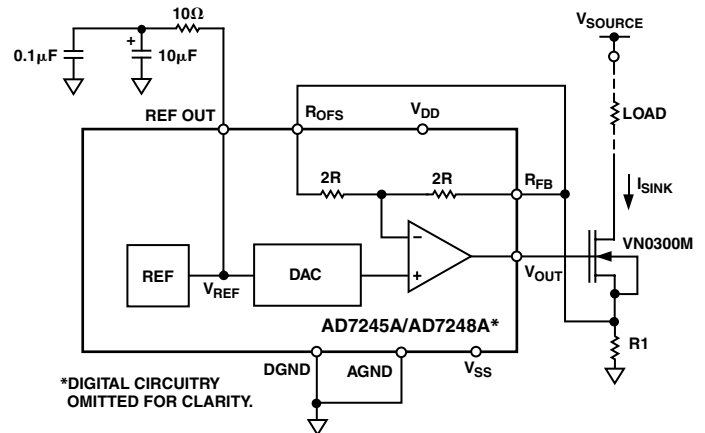 10Ω
V_SOURCE
0.1μF
+
10μF
REF OUT
R_OFS
V_DD
LOAD
2R
2R
R_FB
I_SINK
VN0300M
REF
V_REF
DAC
−
+
V_OUT
AD7245A/AD7248A*
R1
DGND
AGND
V_SS
*DIGITAL CIRCUITRY
OMITTED FOR CLARITY.